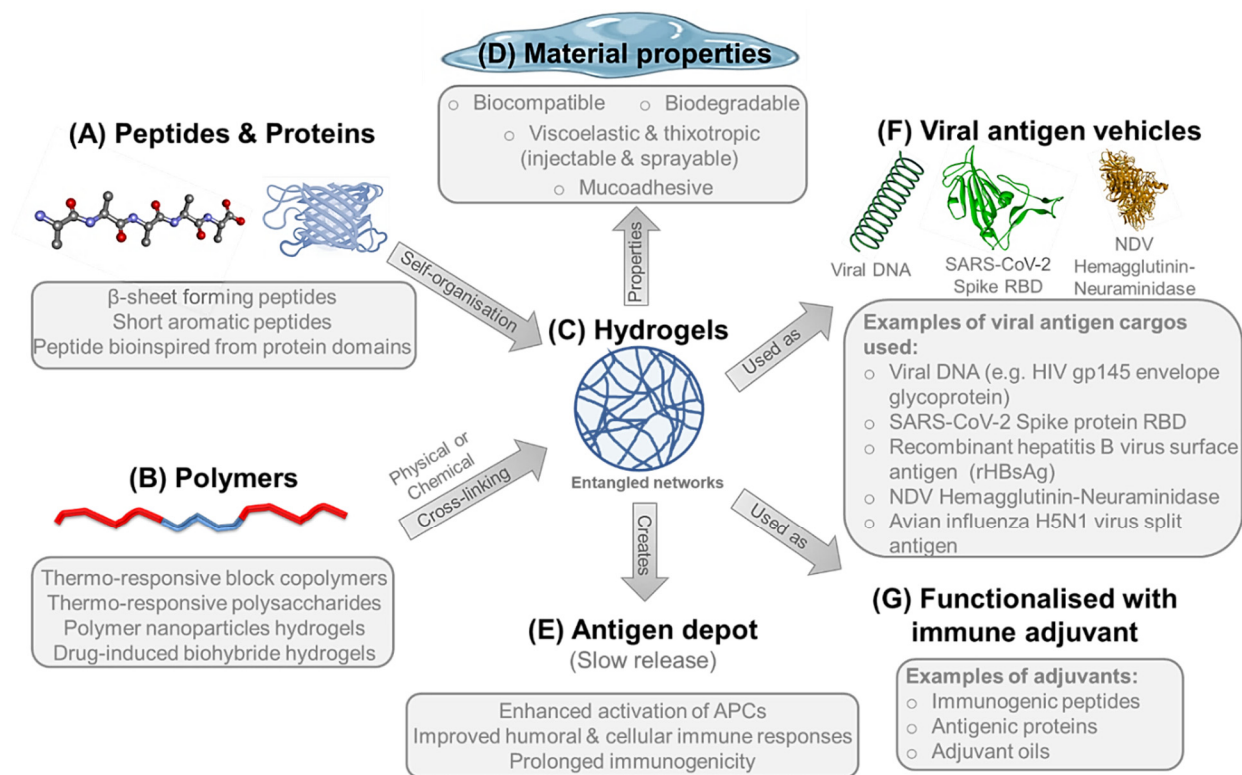 (D) Material properties
○ Biocompatible ○ Biodegradable
○ Viscoelastic & thixotropic
(injectable & sprayable)
○ Mucoadhesive
(A) Peptides & Proteins
β-sheet forming peptides
Short aromatic peptides
Peptide bioinspired from protein domains
Self-organisation
Properties
(B) Polymers
Thermo-responsive block copolymers
Thermo-responsive polysaccharides
Polymer nanoparticles hydrogels
Drug-induced biohybride hydrogels
Physical or
Chemical
Cross-linking
(C) Hydrogels
Entangled networks
Creates
(E) Antigen depot
(Slow release)
Enhanced activation of APCs
Improved humoral & cellular immune responses
Prolonged immunogenicity
Used as
(F) Viral antigen vehicles
Viral DNA
SARS-CoV-2
Spike RBD
NDV
Hemagglutinin-
Neuraminidase
Examples of viral antigen cargos
used:
○ Viral DNA (e.g. HIV gp145 envelope
glycoprotein)
○ SARS-CoV-2 Spike protein RBD
○ Recombinant hepatitis B virus surface
antigen (rHBsAg)
○ NDV Hemagglutinin-Neuraminidase
○ Avian influenza H5N1 virus split
antigen
Used as
(G) Functionalised with
immune adjuvant
Examples of adjuvants:
○ Immunogenic peptides
○ Antigenic proteins
○ Adjuvant oils